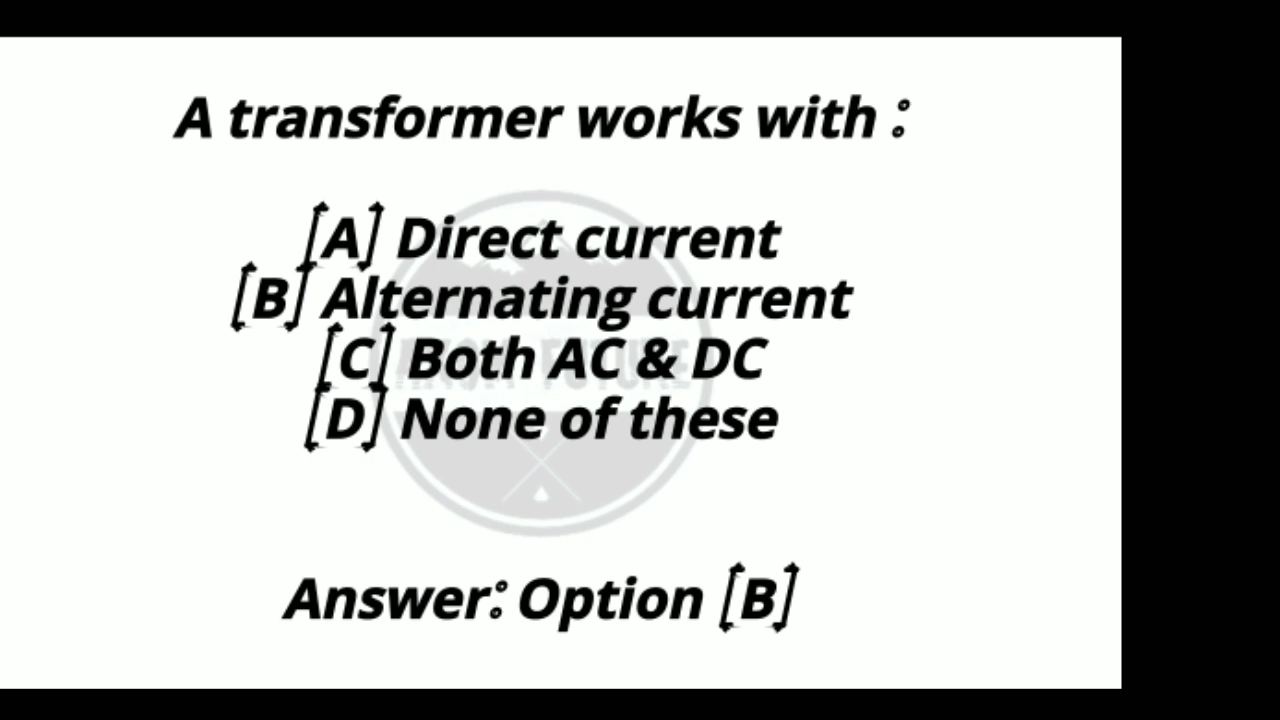 A transformer works with :
[A] Direct current
[B] Alternating current
[C] Both AC & DC
[D] None of these
Answer: Option [B]